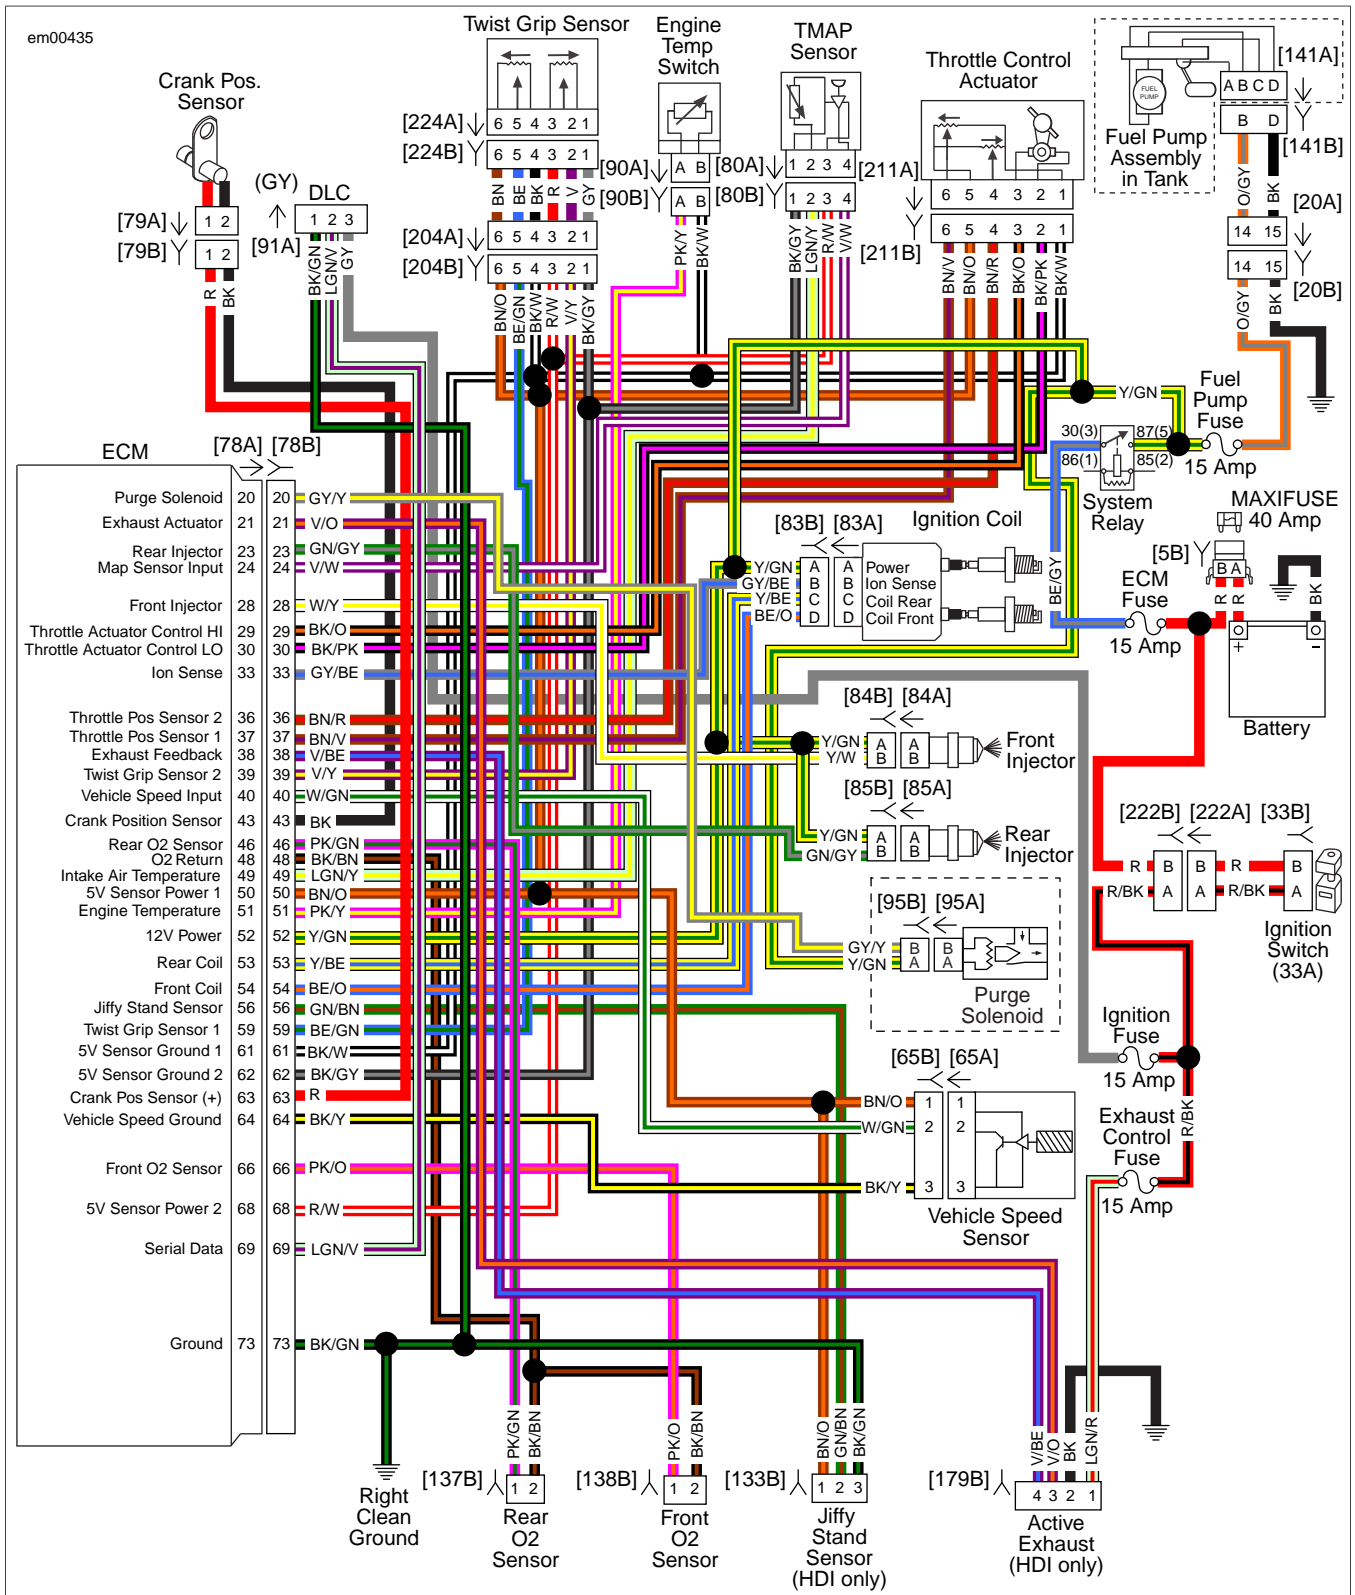 em00435
Twist Grip Sensor
Engine
Temp
Switch
TMAP
Sensor
Throttle Control
Actuator
[141A]
A B C D
FUEL
PUMP
B D
[141B]
Fuel Pump
Assembly
in Tank
Crank Pos.
Sensor
[224A]
6 5 4 3 2 1
[224B]
6 5 4 3 2 1
[90A]
A B
[90B]
A B
[80A]
1 2 3 4
[80B]
1 2 3 4
[211A]
6 5 4 3 2 1
[211B]
6 5 4 3 2 1
(GY)
DLC
1 2 3
[91A]
[79A]
1 2
[79B]
1 2
BN BE BK R V GY
[204A]
6 5 4 3 2 1
[204B]
6 5 4 3 2 1
R BK
BK/GN LGN/V GY
BN/O BE/GN BK/W R/W V/Y BK/GY
PK/Y BK/W
BK/GY LGN/Y R/W V/W
BN/V BN/O BN/R BK/O BK/PK BK/W
O/GY BK
[20A]
14 15
14 15
[20B]
O/GY BK
Y/GN
Fuel
Pump
Fuse
15 Amp
30(3) 87(5)
86(1) 85(2)
System
Relay
MAXIFUSE
40 Amp
[5B]
B A
R R BK
+ -
Battery
BE/GY
ECM
Fuse
15 Amp
ECM
[78A] [78B]
Purge Solenoid 20 20 GY/Y
Exhaust Actuator 21 21 V/O
Rear Injector 23 23 GN/GY
Map Sensor Input 24 24 V/W
Front Injector 28 28 W/Y
Throttle Actuator Control HI 29 29 BK/O
Throttle Actuator Control LO 30 30 BK/PK
Ion Sense 33 33 GY/BE
Throttle Pos Sensor 2 36 36 BN/R
Throttle Pos Sensor 1 37 37 BN/V
Exhaust Feedback 38 38 V/BE
Twist Grip Sensor 2 39 39 V/Y
Vehicle Speed Input 40 40 W/GN
Crank Position Sensor 43 43 BK
Rear O2 Sensor 46 46 PK/GN
O2 Return 48 48 BK/BN
Intake Air Temperature 49 49 LGN/Y
5V Sensor Power 1 50 50 BN/O
Engine Temperature 51 51 PK/Y
12V Power 52 52 Y/GN
Rear Coil 53 53 Y/BE
Front Coil 54 54 BE/O
Jiffy Stand Sensor 56 56 GN/BN
Twist Grip Sensor 1 59 59 BE/GN
5V Sensor Ground 1 61 61 BK/W
5V Sensor Ground 2 62 62 BK/GY
Crank Pos Sensor (+) 63 63 R
Vehicle Speed Ground 64 64 BK/Y
Front O2 Sensor 66 66 PK/O
5V Sensor Power 2 68 68 R/W
Serial Data 69 69 LGN/V
Ground 73 73 BK/GN
[83B] [83A] Ignition Coil
Y/GN A A Power
GY/BE B B Ion Sense
Y/BE C C Coil Rear
BE/O D D Coil Front
[84B] [84A]
Y/GN A A
Y/W B B
Front
Injector
[85B] [85A]
Y/GN A A
GN/GY B B
Rear
Injector
[95B] [95A]
GY/Y B B
Y/GN A A
Purge
Solenoid
[222B] [222A] [33B]
R B B R B
R/BK A A R/BK A
Ignition
Switch
(33A)
Ignition
Fuse
15 Amp
R/BK
Exhaust
Control
Fuse
15 Amp
[65B] [65A]
BN/O 1 1
W/GN 2 2
BK/Y 3 3
Vehicle Speed
Sensor
Right
Clean
Ground
PK/GN BK/BN
[137B]
1 2
Rear
O2
Sensor
PK/O BK/BN
[138B]
1 2
Front
O2
Sensor
BN/O GN/BN BK/GN
[133B]
1 2 3
Jiffy
Stand
Sensor
(HDI only)
V/BE V/O BK LGN/R
[179B]
4 3 2 1
Active
Exhaust
(HDI only)